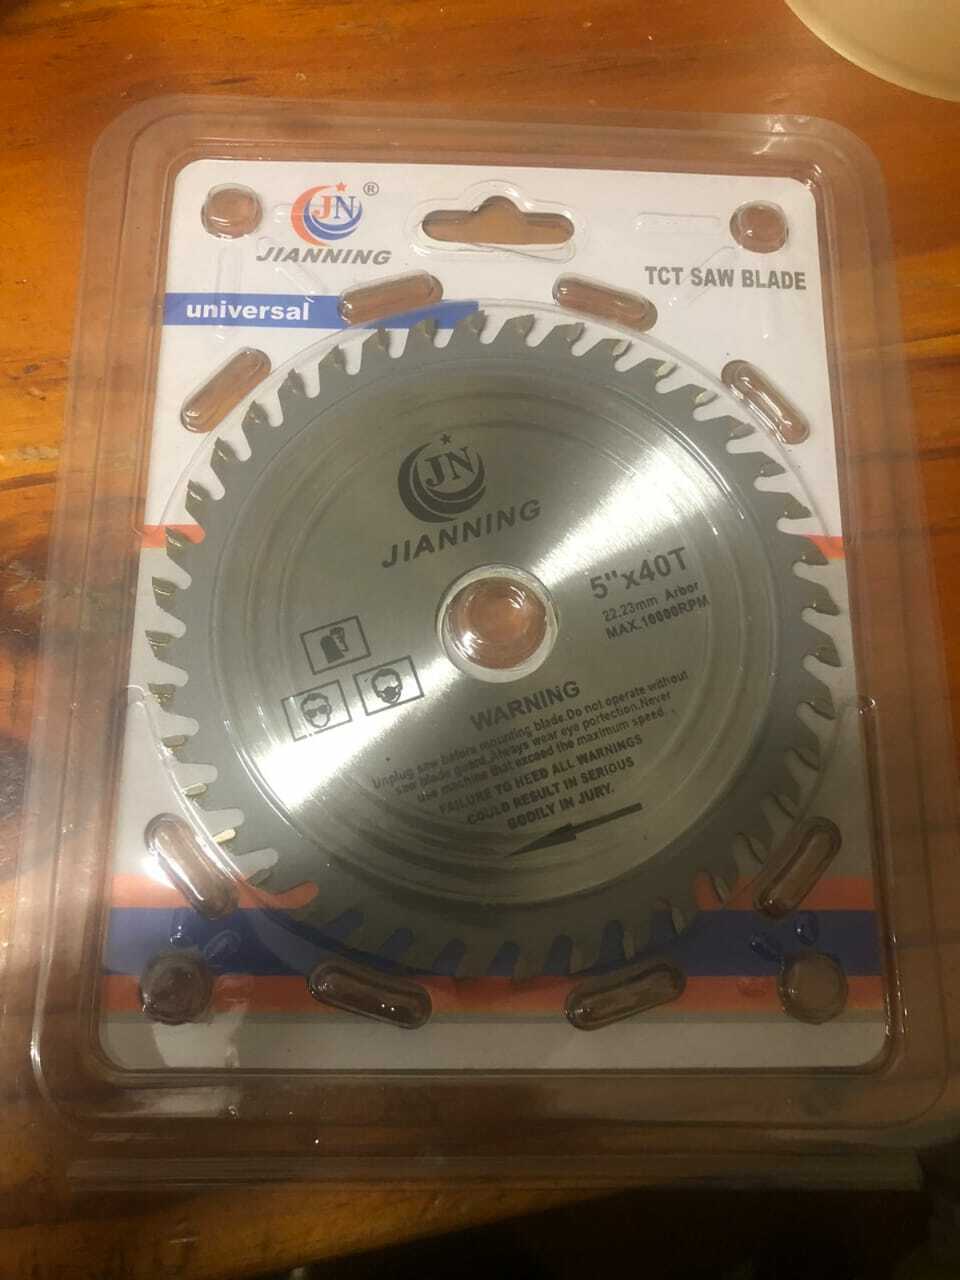 JN ®
JIANNING
TCT SAW BLADE
universal
JN
JIANNING
5"x40T
22.23mm Arbor
MAX.10000RPM
WARNING
Unplug saw before mounting blade.Do not operate without
saw blade guard.Always wear eye portection.Never
use machine that exceed the maximum speed.
FAILURE TO HEED ALL WARNINGS
COULD RESULT IN SERIOUS
BODILY IN JURY.